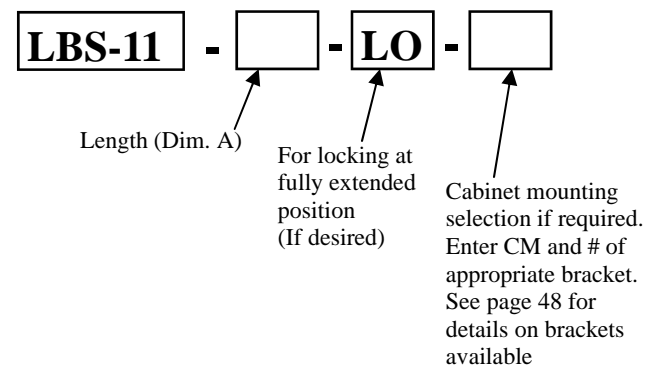 LBS-11 - - LO -
Length (Dim. A)
For locking at
fully extended
position
(If desired)
Cabinet mounting
selection if required.
Enter CM and # of
appropriate bracket.
See page 48 for
details on brackets
available